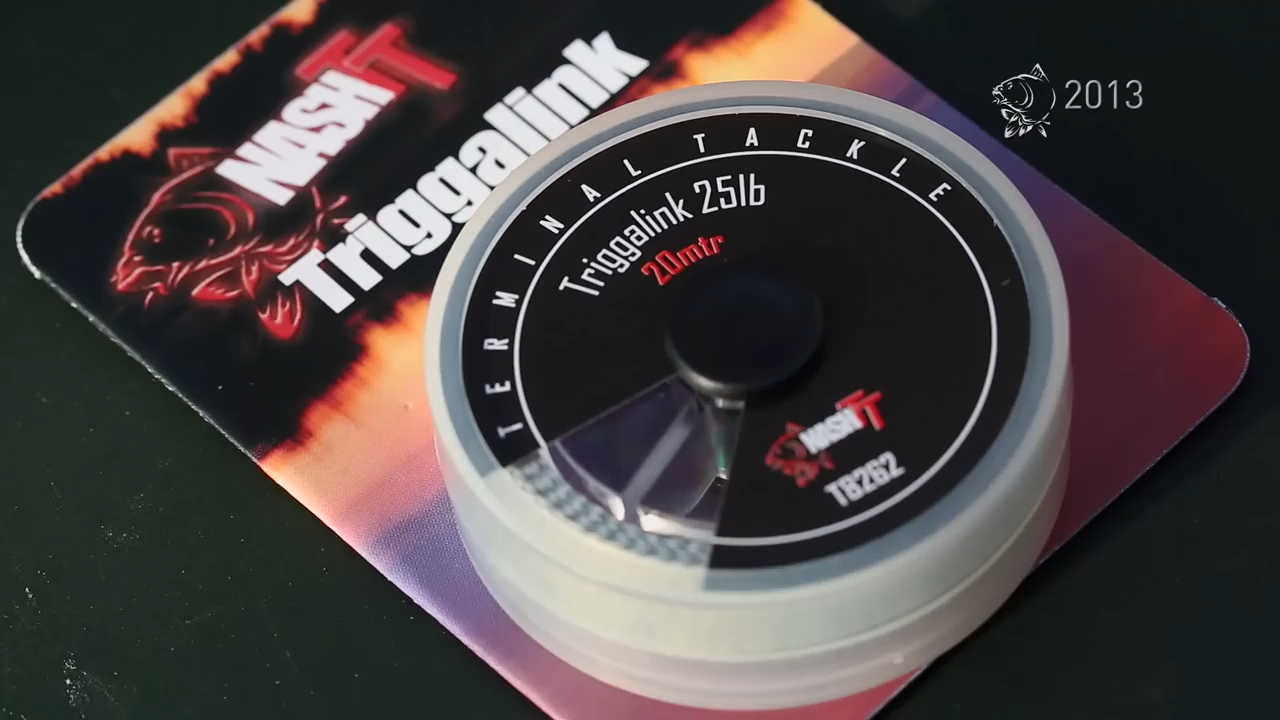 NASH TT
Triggalink
TERMINAL TACKLE
Triggalink 25lb
20mtr
NASH TT
T8262
2013